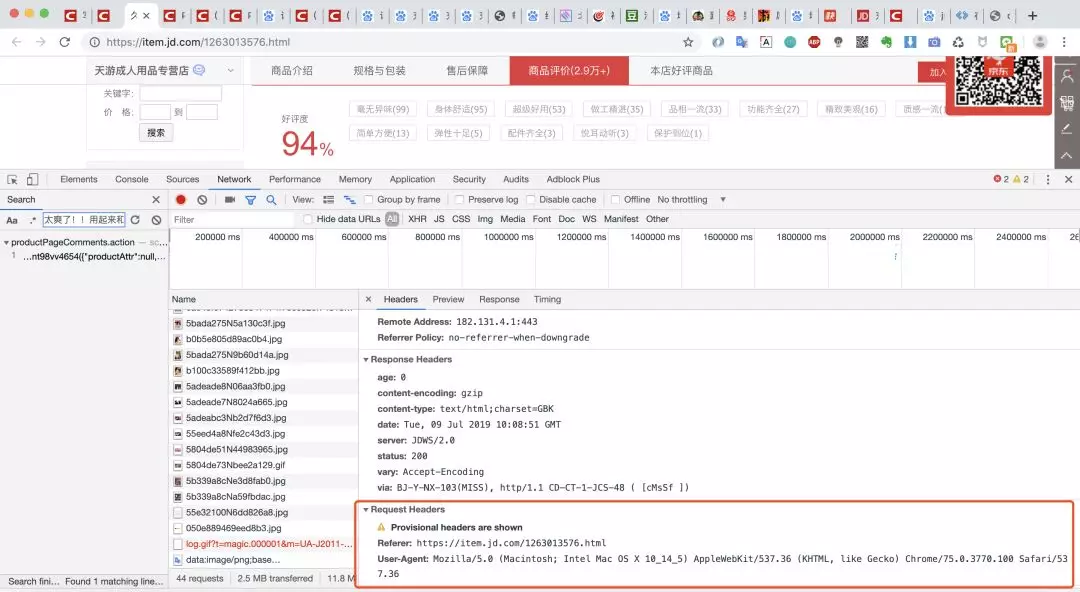 https://item.jd.com/1263013576.html
天游成人用品专营店
商品介绍 规格与包装 售后保障 商品评价(2.9万+) 本店好评商品 加入
关键字:
价 格: 到
搜索
好评度
94%
毫无异味(99) 身体舒适(95) 超级好用(53) 做工精湛(35) 品相一流(33) 功能齐全(27) 精致美观(16) 质感一流(1
简单方便(13) 弹性十足(5) 配件齐全(3) 悦耳动听(3) 保护到位(1)
京东
Elements Console Sources Network Performance Memory Application Security Audits Adblock Plus 2 2
Search
View: Group by frame Preserve log Disable cache Offline No throttling
Aa .* 太爽了！！用起来和
Filter Hide data URLs All XHR JS CSS Img Media Font Doc WS Manifest Other
productPageComments.action — sc…
1 …nt98vv4654({"productAttr":null,…
200000 ms 400000 ms 600000 ms 800000 ms 1000000 ms 1200000 ms 1400000 ms 1600000 ms 1800000 ms 2000000 ms 2200000 ms 2400000 ms 26
Name
Headers Preview Response Timing
5bada275N5a130c3f.jpg
b0b5e805d89ac0b4.jpg
5bada275N9b60d14a.jpg
b100c33589f412bb.jpg
5adeade8N06aa3fb0.jpg
5adeade7N8024a665.jpg
5adeabc3Nb2d7f6d3.jpg
55eed4a8Nfe2c43d3.jpg
5804de51N44983965.jpg
5804de73Nbee2a129.gif
5b339a8cNe3d8fab0.jpg
5b339a8cNa59fbdac.jpg
55e32100N6dd826a8.jpg
050e889469eed8b3.jpg
log.gif?t=magic.000001&m=UA-J2011-…
data:image/png;base…
Remote Address: 182.131.4.1:443
Referrer Policy: no-referrer-when-downgrade
Response Headers
age: 0
content-encoding: gzip
content-type: text/html;charset=GBK
date: Tue, 09 Jul 2019 10:08:51 GMT
server: JDWS/2.0
status: 200
vary: Accept-Encoding
via: BJ-Y-NX-103(MISS), http/1.1 CD-CT-1-JCS-48 ( [cMsSf ])
Request Headers
Provisional headers are shown
Referer: https://item.jd.com/1263013576.html
User-Agent: Mozilla/5.0 (Macintosh; Intel Mac OS X 10_14_5) AppleWebKit/537.36 (KHTML, like Gecko) Chrome/75.0.3770.100 Safari/53
7.36
Search fini… Found 1 matching line…
44 requests 2.5 MB transferred 11.8 M